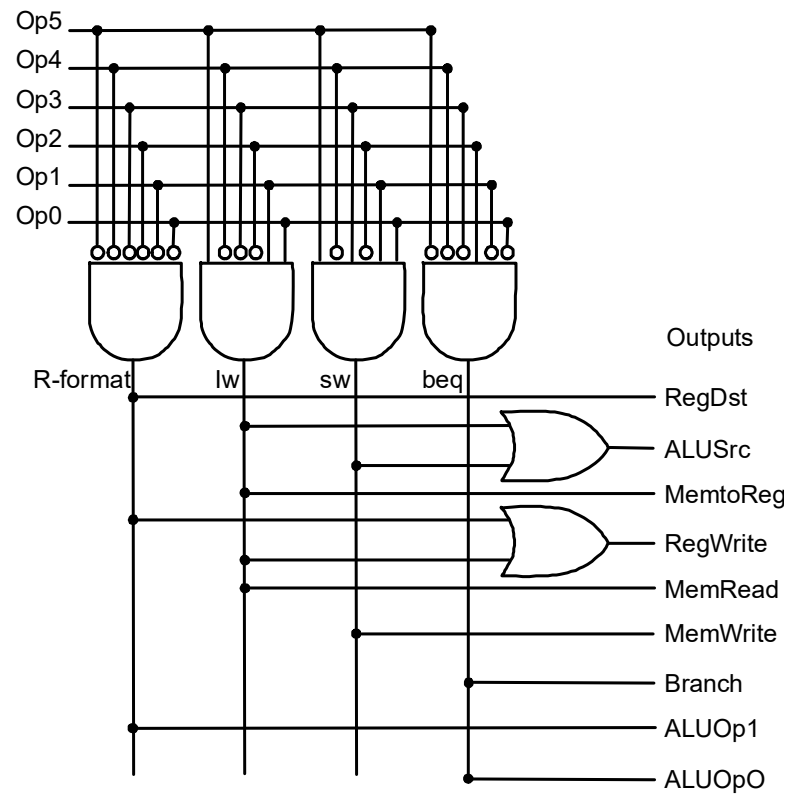 Op5
Op4
Op3
Op2
Op1
Op0
Outputs
R-format lw sw beq
RegDst
ALUSrc
MemtoReg
RegWrite
MemRead
MemWrite
Branch
ALUOp1
ALUOpO